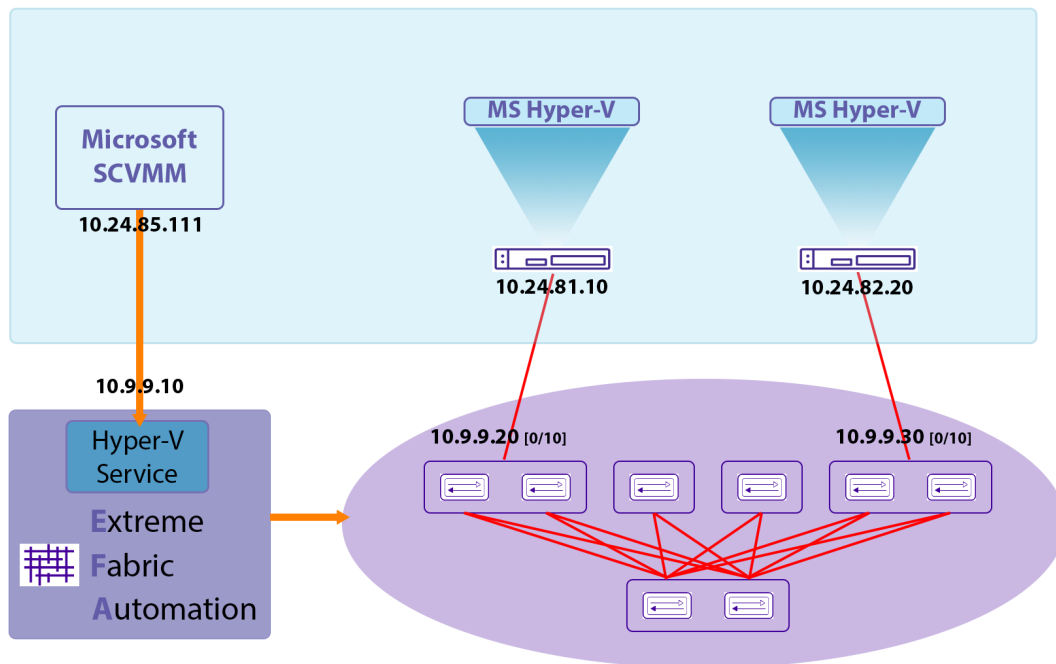 MS Hyper-V
MS Hyper-V
Microsoft
SCVMM
10.24.85.111
10.24.81.10
10.24.82.20
10.9.9.10
10.9.9.20 [0/10]
10.9.9.30 [0/10]
Hyper-V
Service
Extreme
Fabric
Automation